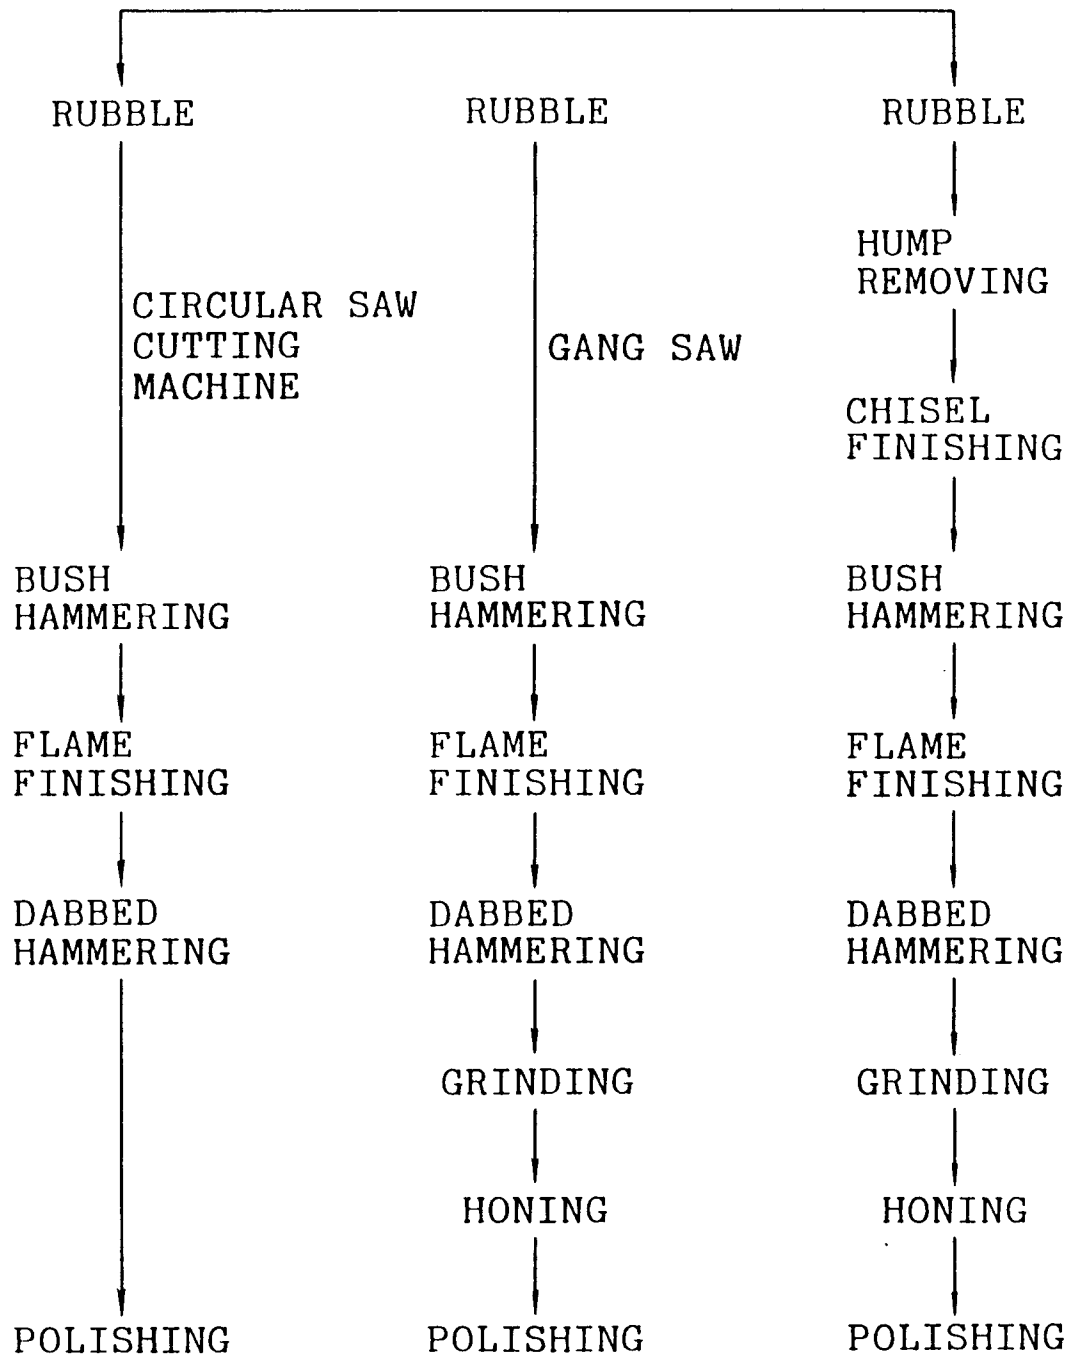 RUBBLE
CIRCULAR SAW
CUTTING
MACHINE
BUSH
HAMMERING
FLAME
FINISHING
DABBED
HAMMERING
POLISHING
RUBBLE
GANG SAW
BUSH
HAMMERING
FLAME
FINISHING
DABBED
HAMMERING
GRINDING
HONING
POLISHING
RUBBLE
HUMP
REMOVING
CHISEL
FINISHING
BUSH
HAMMERING
FLAME
FINISHING
DABBED
HAMMERING
GRINDING
HONING
POLISHING